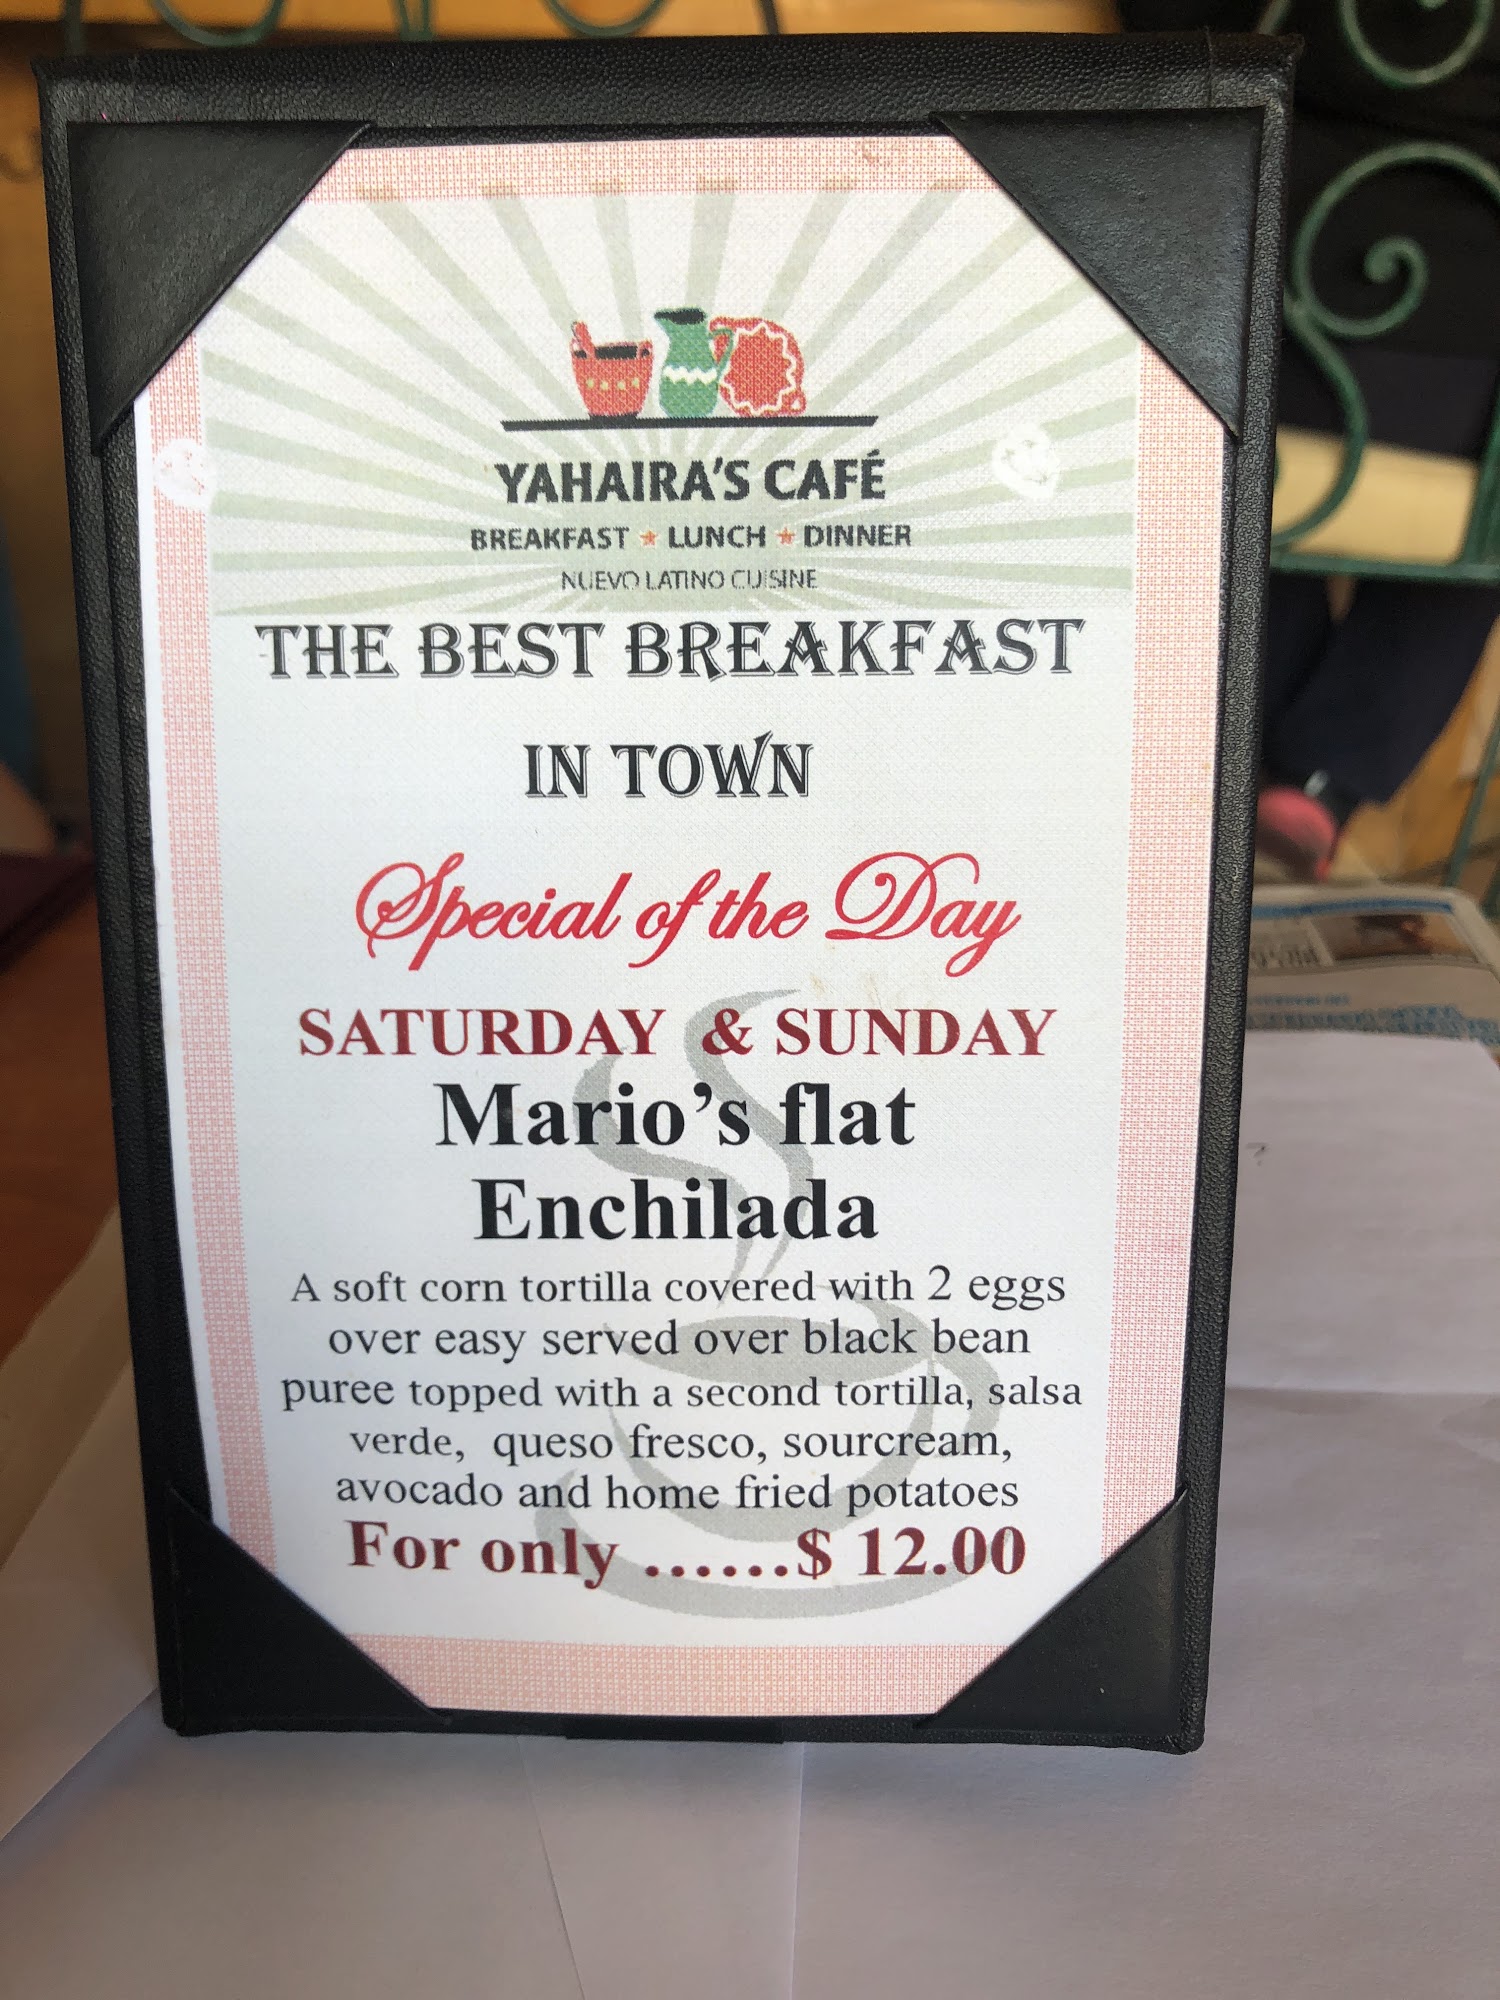 YAHAIRA'S CAFÉ
BREAKFAST ★ LUNCH ★ DINNER
NUEVO LATINO CUISINE
THE BEST BREAKFAST
IN TOWN
Special of the Day
SATURDAY & SUNDAY
Mario's flat
Enchilada
A soft corn tortilla covered with 2 eggs
over easy served over black bean
puree topped with a second tortilla, salsa
verde, queso fresco, sourcream,
avocado and home fried potatoes
For only ......$ 12.00